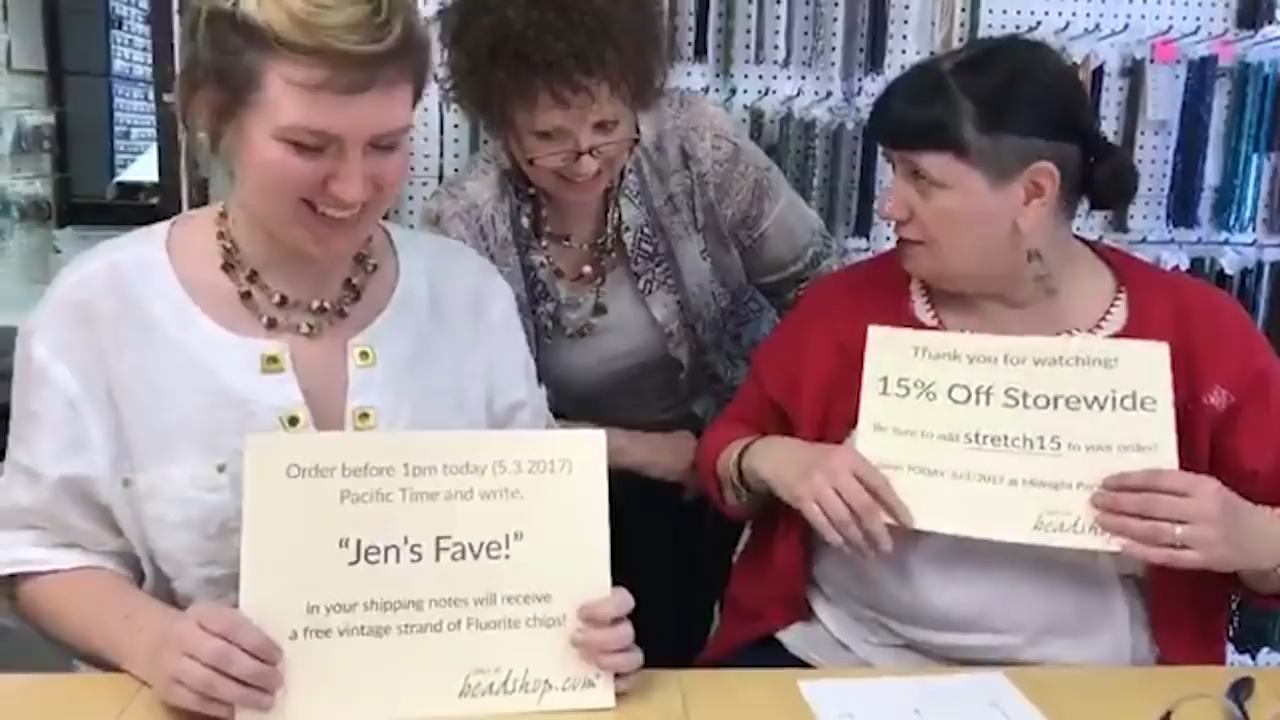 Order before 1pm today (5.3.2017)
Pacific Time and write.
“Jen’s Fave!”
in your shipping notes will receive
a free vintage strand of Fluorite chips!
beadshop.com
Thank you for watching!
15% Off Storewide
Be sure to add stretch15 to your order!
TODAY 5/3/2017 at Midnight
beadsh